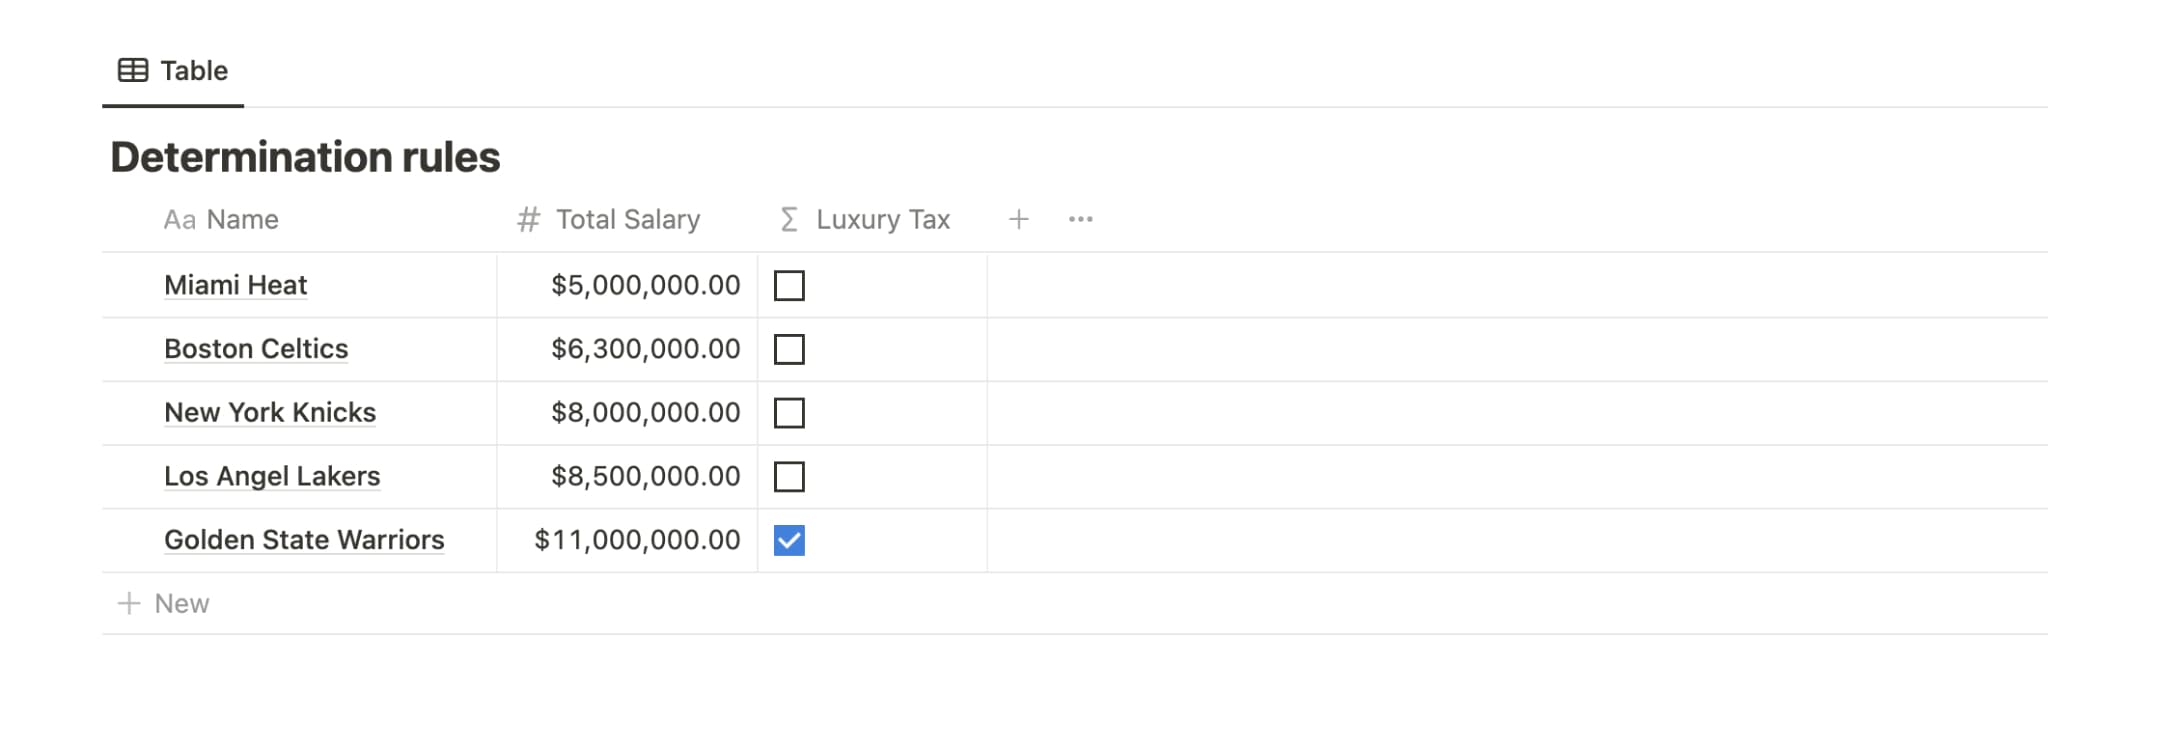 Table
Determination rules
Aa Name # Total Salary Σ Luxury Tax + •••
Miami Heat $5,000,000.00
Boston Celtics $6,300,000.00
New York Knicks $8,000,000.00
Los Angel Lakers $8,500,000.00
Golden State Warriors $11,000,000.00
+ New